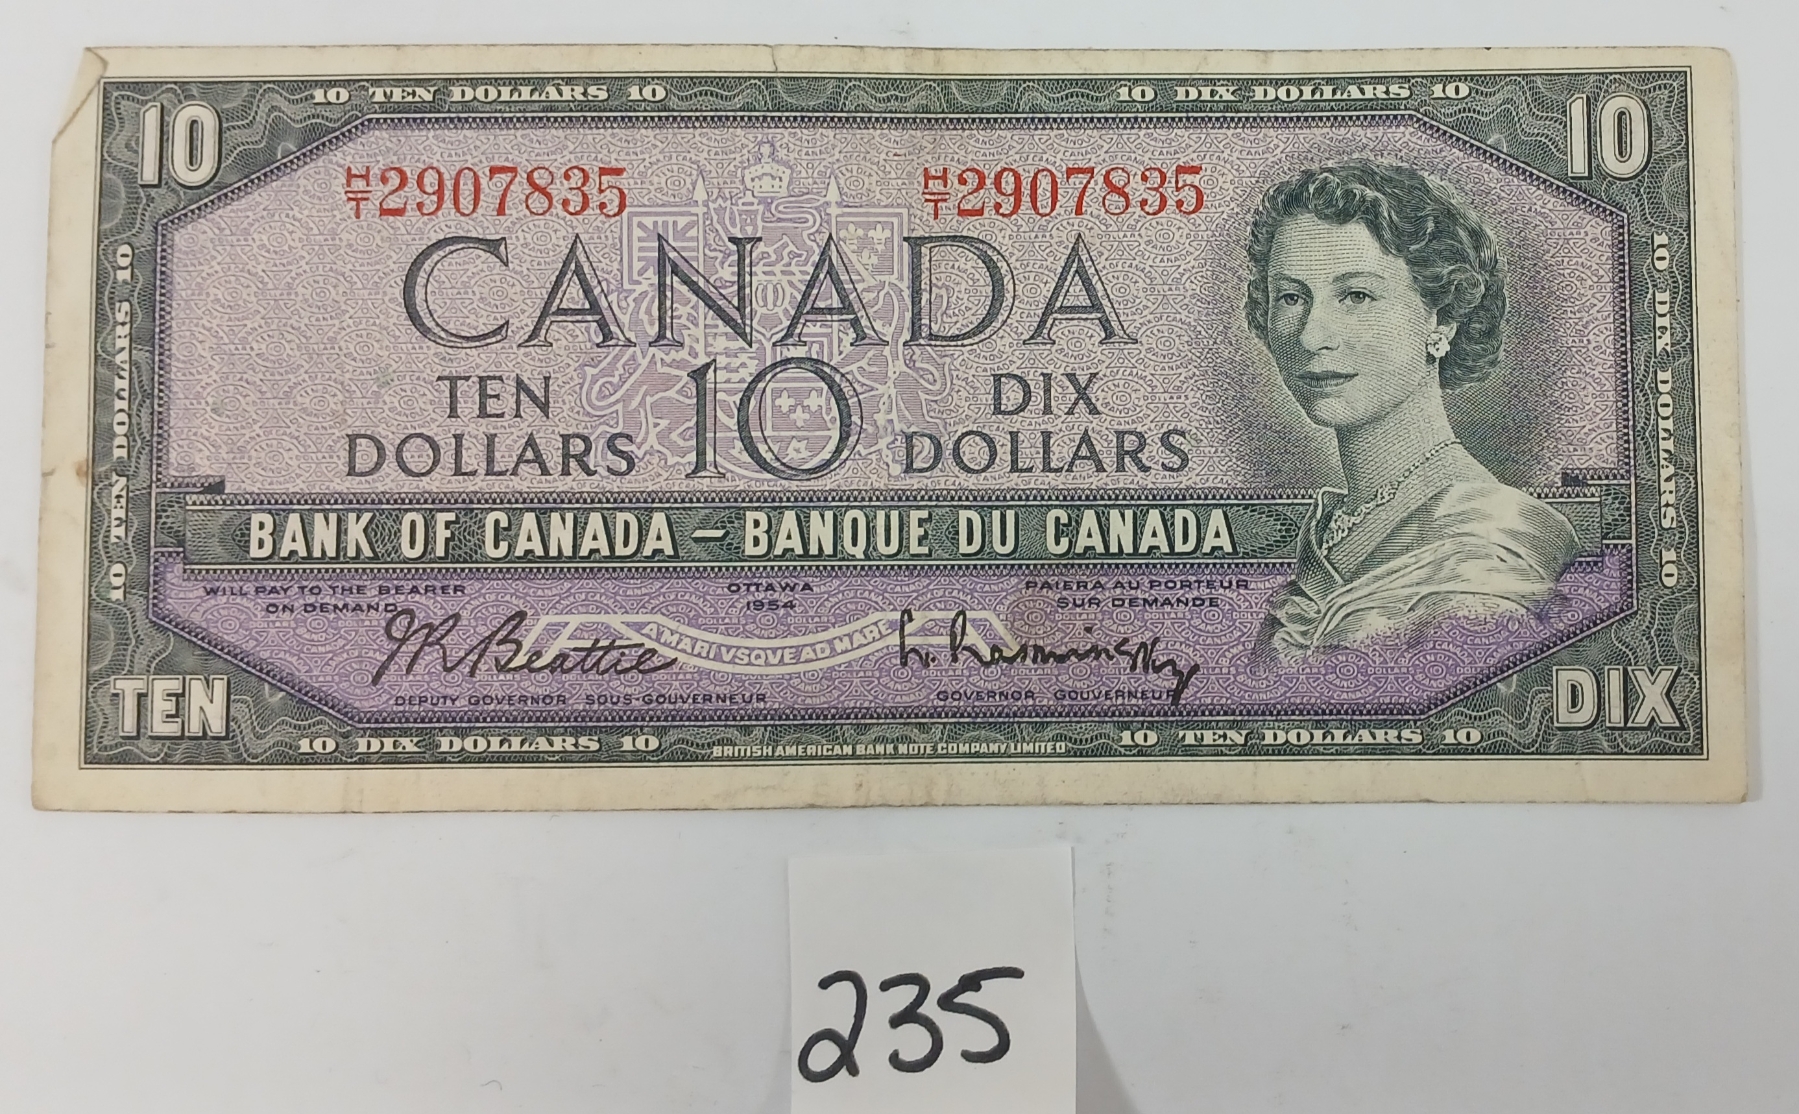 10 TEN DOLLARS 10
10 DIX DOLLARS 10
10
10
H/T 2907835
H/T 2907835
CANADA
TEN DOLLARS
10
DIX DOLLARS
10 TEN DOLLARS 10
10 DIX DOLLARS 10
BANK OF CANADA – BANQUE DU CANADA
WILL PAY TO THE BEARER
ON DEMAND
OTTAWA
1954
PAIERA AU PORTEUR
SUR DEMANDE
J R Beattie
A MARI VSQVE AD MARE
L. Rasminsky
DEPUTY GOVERNOR SOUS-GOUVERNEUR
GOVERNOR GOUVERNEUR
TEN
DIX
10 DIX DOLLARS 10
BRITISH AMERICAN BANK NOTE COMPANY LIMITED
10 TEN DOLLARS 10
235